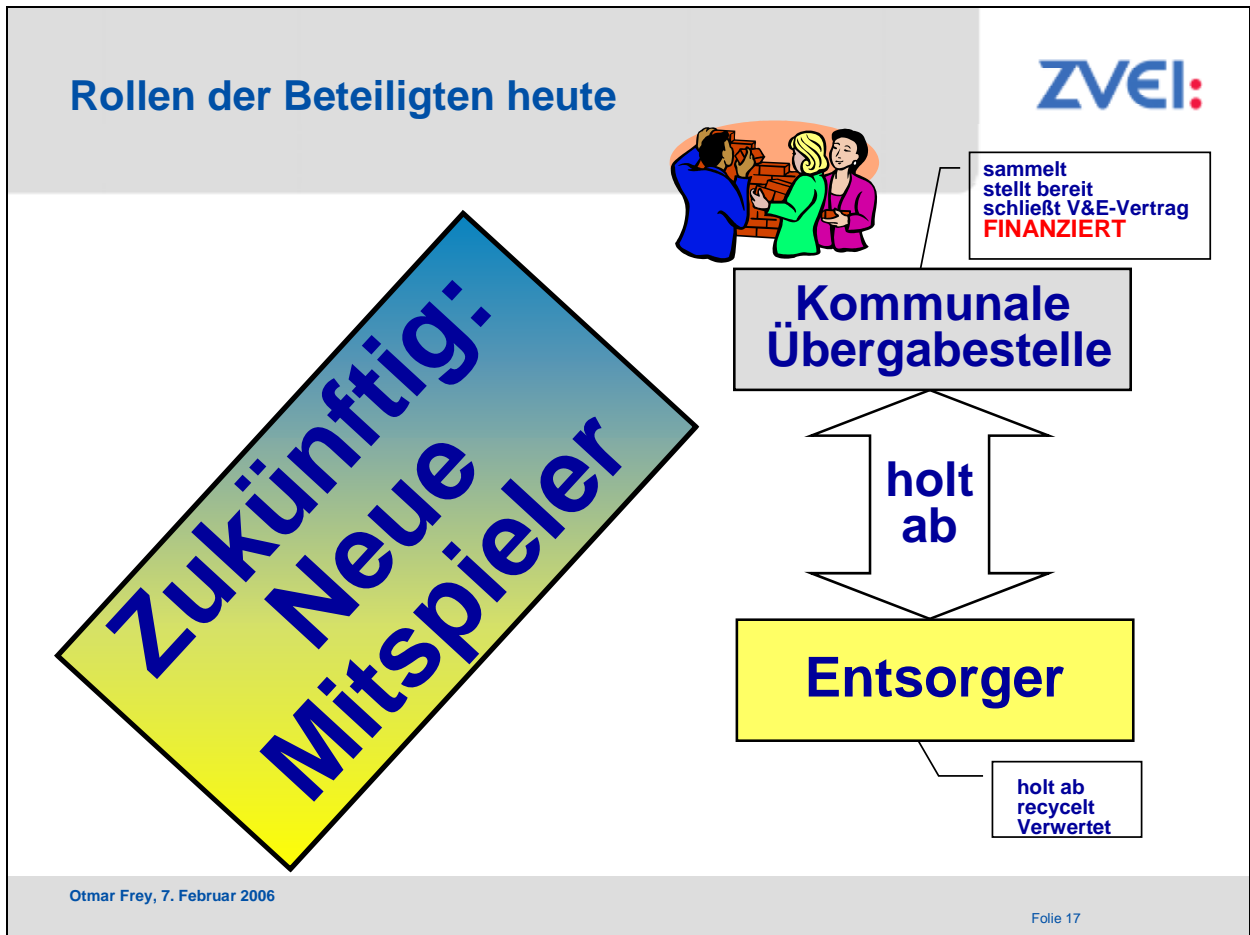 Rollen der Beteiligten heute
ZVEI:
sammelt
stellt bereit
schließt V&E-Vertrag
FINANZIERT
Kommunale
Übergabestelle
Zukünftig:
Neue
Mitspieler
holt
ab
Entsorger
holt ab
recycelt
Verwertet
Otmar Frey, 7. Februar 2006
Folie 17